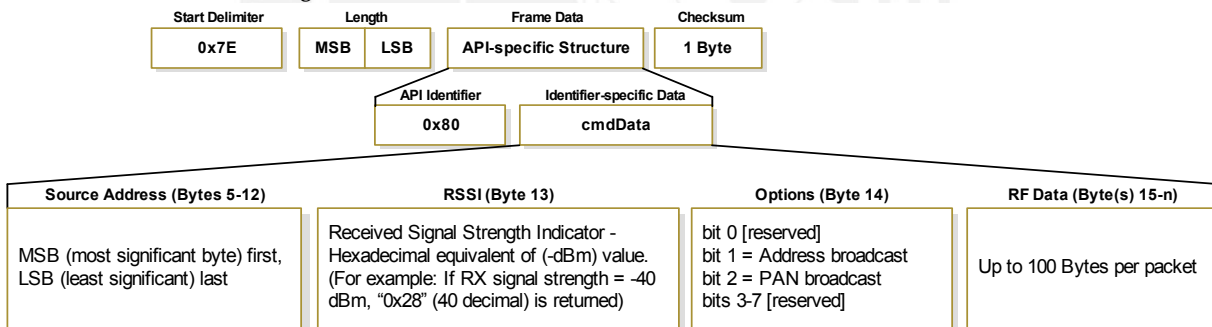 Start Delimiter Length Frame Data Checksum
0x7E MSB LSB API-specific Structure 1 Byte
API Identifier Identifier-specific Data
0x80 cmdData
Source Address (Bytes 5-12)
MSB (most significant byte) first,
LSB (least significant) last
RSSI (Byte 13)
Received Signal Strength Indicator -
Hexadecimal equivalent of (-dBm) value.
(For example: If RX signal strength = -40
dBm, “0x28” (40 decimal) is returned)
Options (Byte 14)
bit 0 [reserved]
bit 1 = Address broadcast
bit 2 = PAN broadcast
bits 3-7 [reserved]
RF Data (Byte(s) 15-n)
Up to 100 Bytes per packet